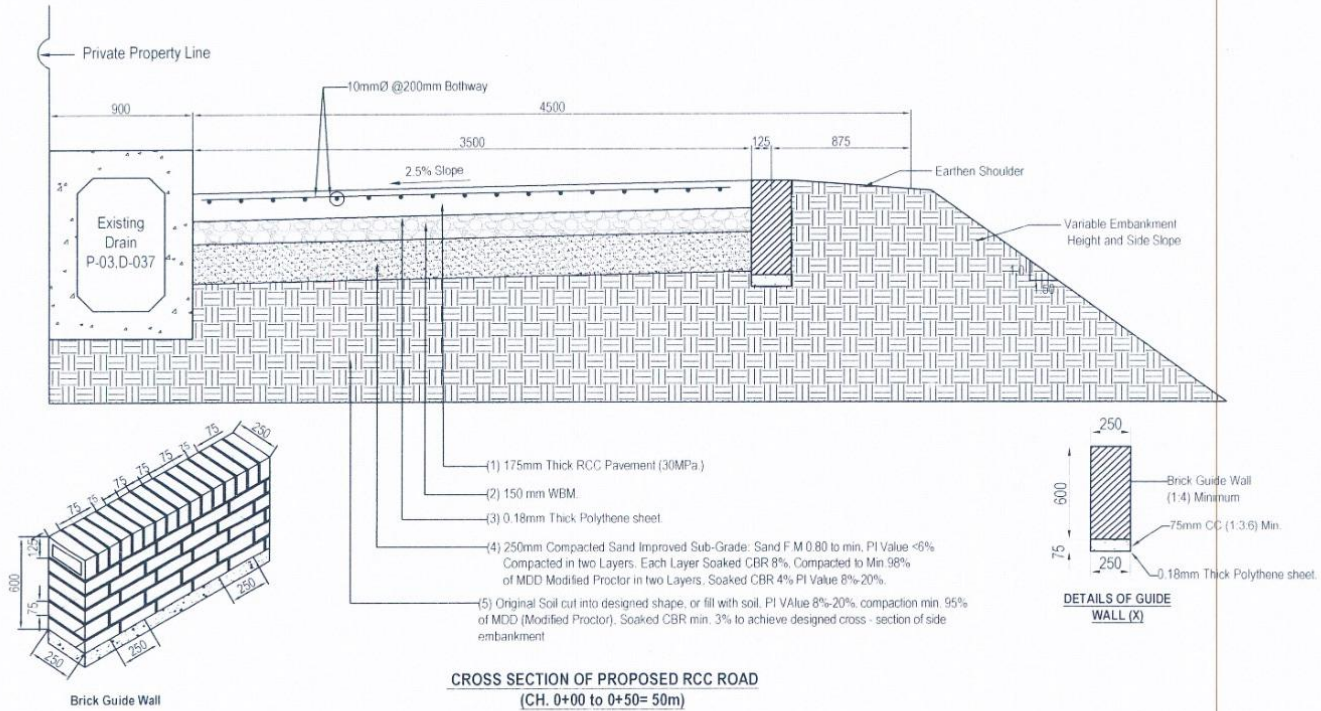 Private Property Line
10mmØ @200mm Bothway
900
4500
3500
125
875
2.5% Slope
Earthen Shoulder
Existing
Drain
P-03,D-037
Variable Embankment
Height and Side Slope
1.0
1.50
(1) 175mm Thick RCC Pavement (30MPa.)
(2) 150 mm WBM.
(3) 0.18mm Thick Polythene sheet.
(4) 250mm Compacted Sand Improved Sub-Grade: Sand F.M 0.80 to min, PI Value <6%
Compacted in two Layers. Each Layer Soaked CBR 8%, Compacted to Min.98%
of MDD Modified Proctor in two Layers, Soaked CBR 4% PI Value 8%-20%.
(5) Original Soil cut into designed shape, or fill with soil, PI VAlue 8%-20%, compaction min. 95%
of MDD (Modified Proctor), Soaked CBR min. 3% to achieve designed cross - section of side
embankment
75
75
75
75
75
75
75
250
125
600
75
250
250
250
Brick Guide Wall
250
600
75
250
Brick Guide Wall
(1:4) Minimum
75mm CC (1:3:6) Min.
0.18mm Thick Polythene sheet.
DETAILS OF GUIDE
WALL (X)
CROSS SECTION OF PROPOSED RCC ROAD
(CH. 0+00 to 0+50= 50m)